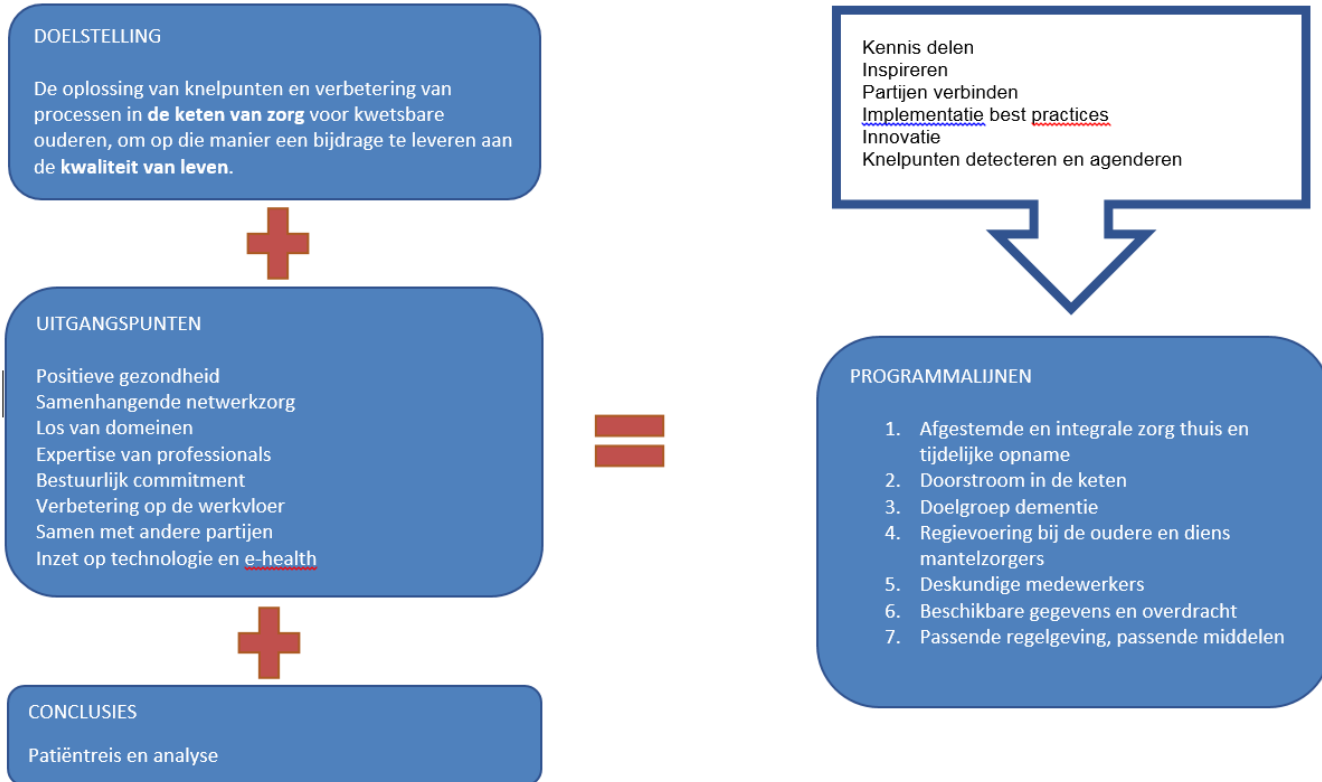 DOELSTELLING
De oplossing van knelpunten en verbetering van
processen in de keten van zorg voor kwetsbare
ouderen, om op die manier een bijdrage te leveren aan
de kwaliteit van leven.
UITGANGSPUNTEN
Positieve gezondheid
Samenhangende netwerkzorg
Los van domeinen
Expertise van professionals
Bestuurlijk commitment
Verbetering op de werkvloer
Samen met andere partijen
Inzet op technologie en e-health
CONCLUSIES
Patiëntreis en analyse
Kennis delen
Inspireren
Partijen verbinden
Implementatie best practices
Innovatie
Knelpunten detecteren en agenderen
PROGRAMMALIJNEN
1. Afgestemde en integrale zorg thuis en
tijdelijke opname
2. Doorstroom in de keten
3. Doelgroep dementie
4. Regievoering bij de oudere en diens
mantelzorgers
5. Deskundige medewerkers
6. Beschikbare gegevens en overdracht
7. Passende regelgeving, passende middelen